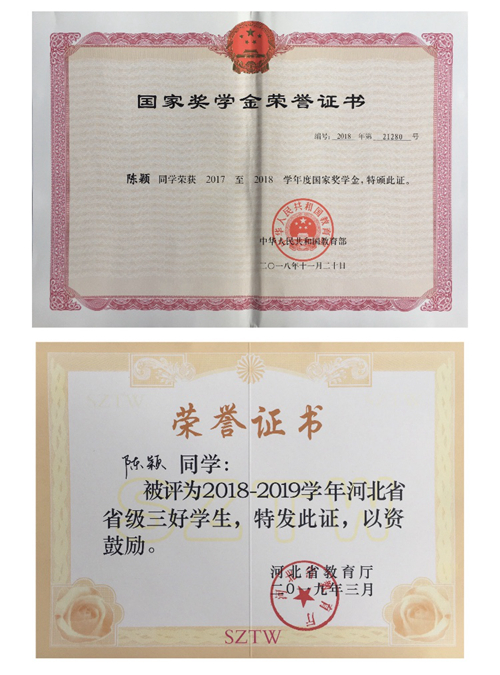 国家奖学金荣誉证书
编号: 2018 年第 21280 号
陈颖 同学荣获 2017 至 2018 学年度国家奖学金,特颁此证。
中华人民共和国教育部
二〇一八年十一月二十日
荣誉证书
陈颖 同学:
被评为2018-2019学年河北省
省级三好学生,特发此证,以资
鼓励。
河北省教育厅
二〇一九年三月
SZTW